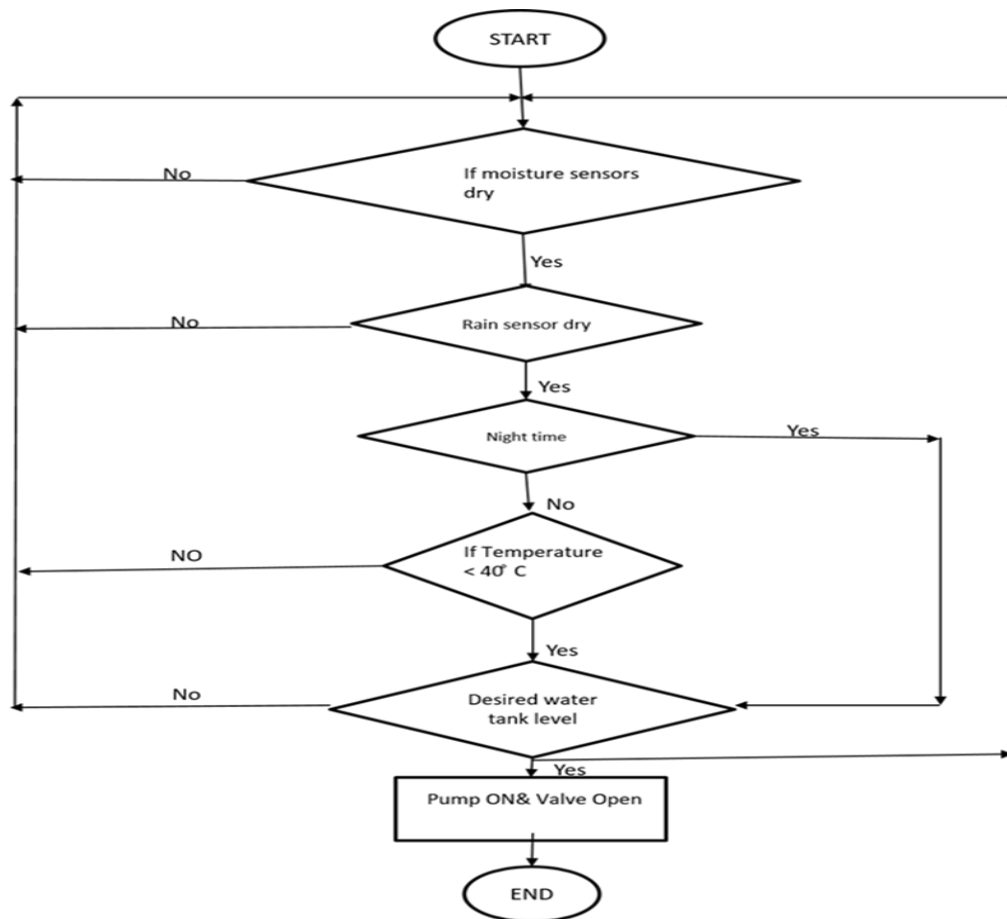 START
No
If moisture sensors
dry
Yes
No
Rain sensor dry
Yes
Night time
Yes
No
NO
If Temperature
< 40° C
Yes
No
Desired water
tank level
Yes
Pump ON& Valve Open
END